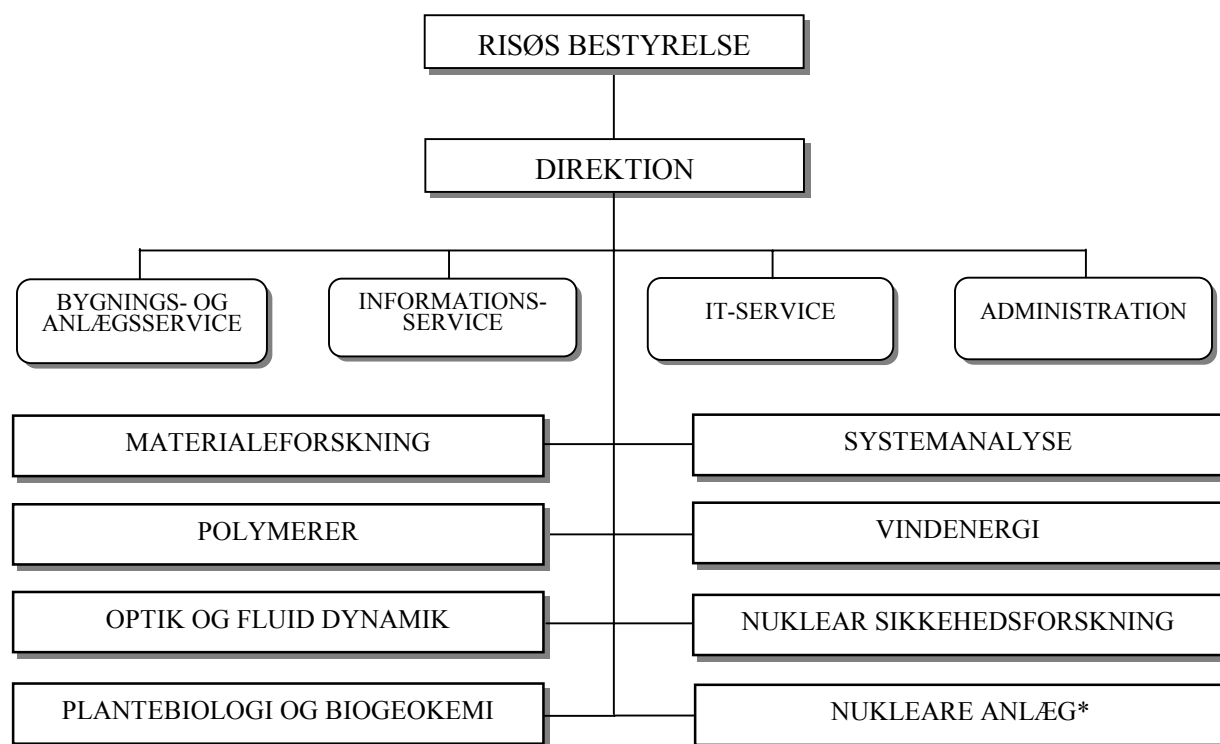 RISØS BESTYRELSE
DIREKTION
BYGNINGS- OG
ANLÆGSSERVICE
INFORMATIONS-
SERVICE
IT-SERVICE
ADMINISTRATION
MATERIALEFORSKNING
SYSTEMANALYSE
POLYMERER
VINDENERGI
OPTIK OG FLUID DYNAMIK
NUKLEAR SIKKEHEDSFORSKNING
PLANTEBIOLOGI OG BIOGEOKEMI
NUKLEARE ANLÆG*